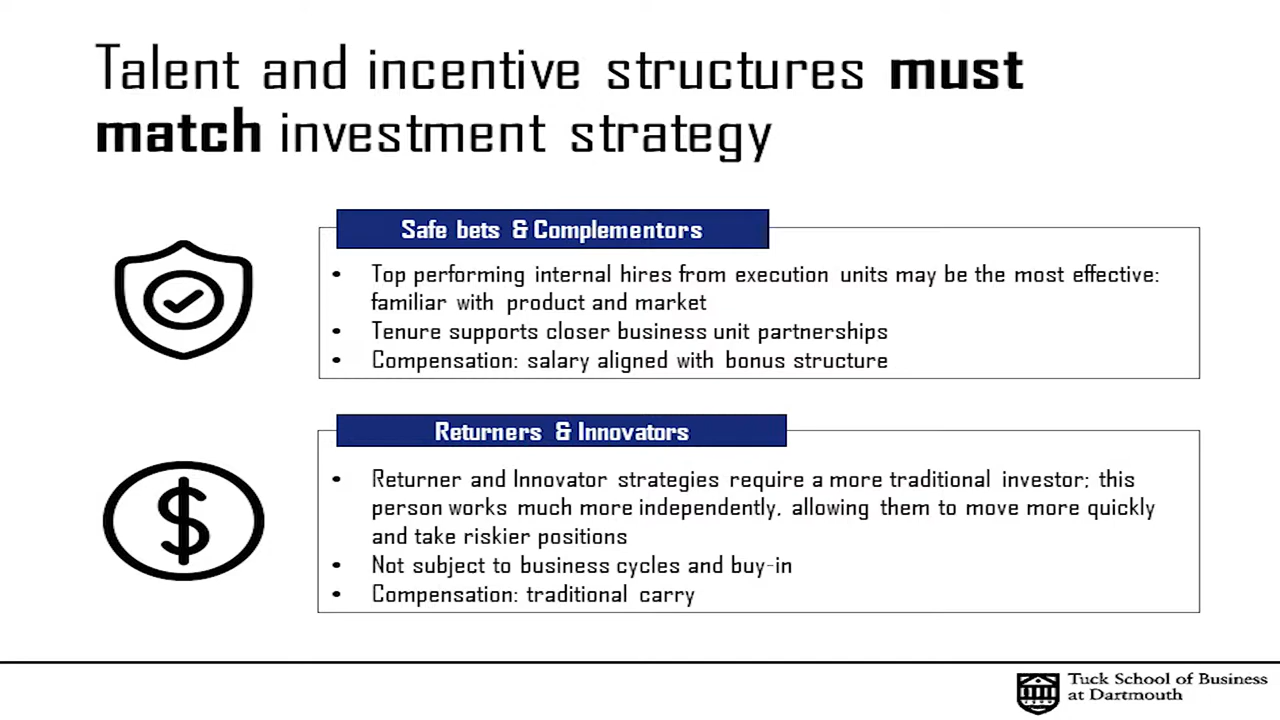 Talent and incentive structures must
match investment strategy
Safe bets & Complementors
• Top performing internal hires from execution units may be the most effective:
familiar with product and market
• Tenure supports closer business unit partnerships
• Compensation: salary aligned with bonus structure
Returners & Innovators
• Returner and Innovator strategies require a more traditional investor; this
person works much more independently, allowing them to move more quickly
and take riskier positions
• Not subject to business cycles and buy-in
• Compensation: traditional carry
Tuck School of Business
at Dartmouth